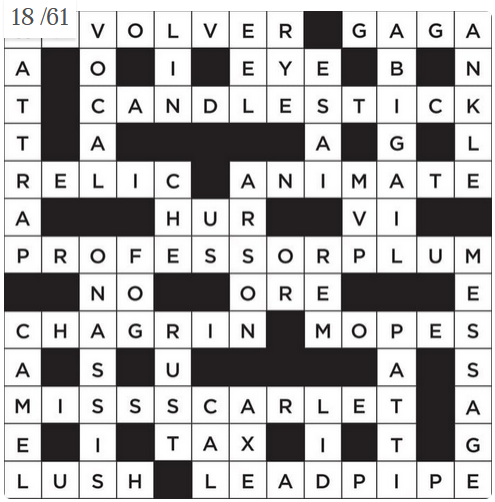 18 /61
V O L V E R G A G A
A O I E Y E B N
T C A N D L E S T I C K
T A A G L
R E L I C A N I M A T E
A H U R V I
P R O F E S S O R P L U M
N O O R E E
C H A G R I N M O P E S
A S U A S
M I S S S C A R L E T A
E I T A X I T G
L U S H L E A D P I P E